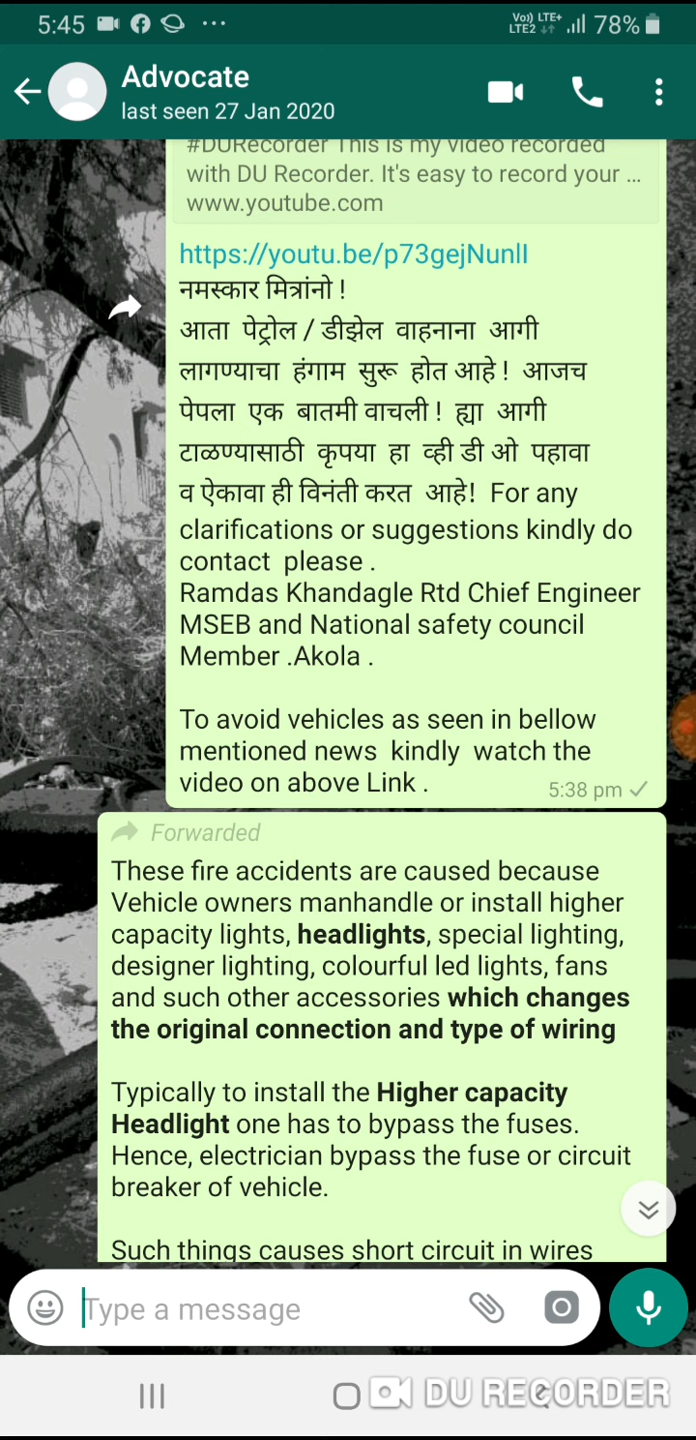 5:45
Vo) LTE+
LTE2
78%
Advocate
last seen 27 Jan 2020
#DURecorder This is my video recorded
with DU Recorder. It's easy to record your ...
www.youtube.com
https://youtu.be/p73gejNunlI
नमस्कार मित्रांनो !
आता पेट्रोल / डीझेल वाहनाना आगी
लागण्याचा हंगाम सुरू होत आहे ! आजच
पेपला एक बातमी वाचली ! ह्या आगी
टाळण्यासाठी कृपया हा व्ही डी ओ पहावा
व ऐकावा ही विनंती करत आहे! For any
clarifications or suggestions kindly do
contact please .
Ramdas Khandagle Rtd Chief Engineer
MSEB and National safety council
Member .Akola .
To avoid vehicles as seen in bellow
mentioned news kindly watch the
video on above Link .
5:38 pm
Forwarded
These fire accidents are caused because
Vehicle owners manhandle or install higher
capacity lights, headlights, special lighting,
designer lighting, colourful led lights, fans
and such other accessories which changes
the original connection and type of wiring
Typically to install the Higher capacity
Headlight one has to bypass the fuses.
Hence, electrician bypass the fuse or circuit
breaker of vehicle.
Such things causes short circuit in wires
Type a message
DU RECORDER